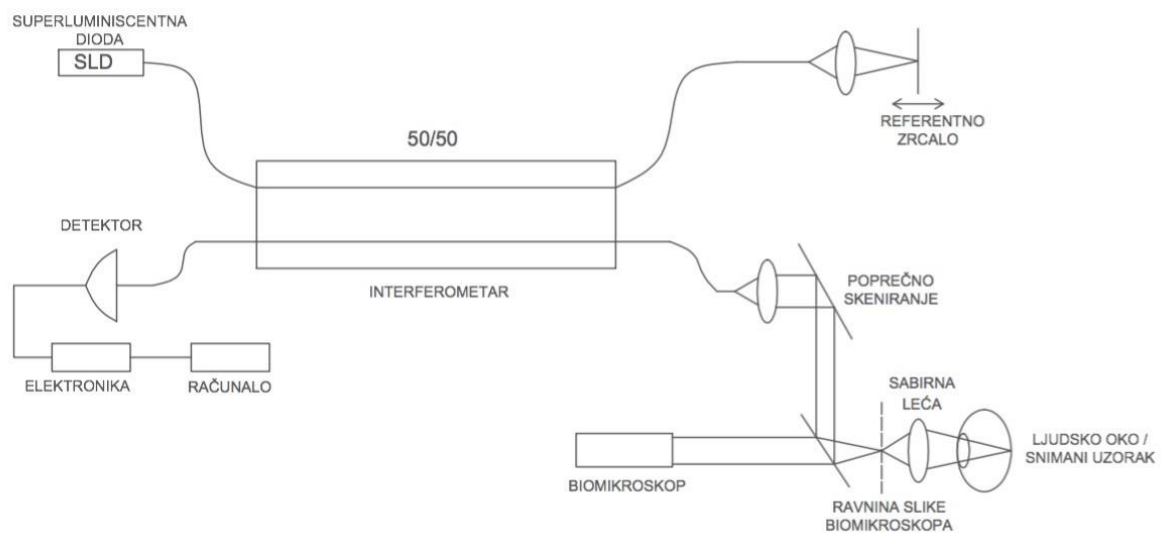 SUPERLUMINISCENTNA
DIODA
SLD
50/50
REFERENTNO
ZRCALO
DETEKTOR
INTERFEROMETAR
POPREČNO
SKENIRANJE
ELEKTRONIKA
RAČUNALO
SABIRNA
LEĆA
LJUDSKO OKO /
SNIMANI UZORAK
BIOMIKROSKOP
RAVNINA SLIKE
BIOMIKROSKOPA